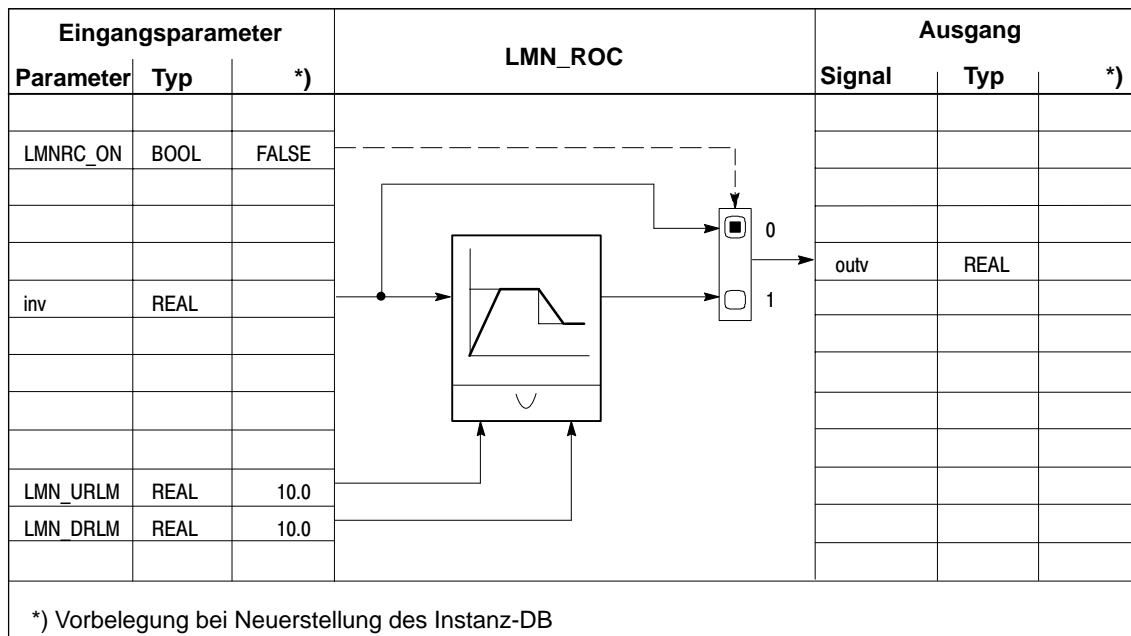 Eingangsparameter LMN_ROC Ausgang
Parameter Typ *) Signal Typ *)
LMNRC_ON BOOL FALSE
0
outv REAL
inv REAL 1
LMN_URLM REAL 10.0
LMN_DRLM REAL 10.0
*) Vorbelegung bei Neuerstellung des Instanz-DB